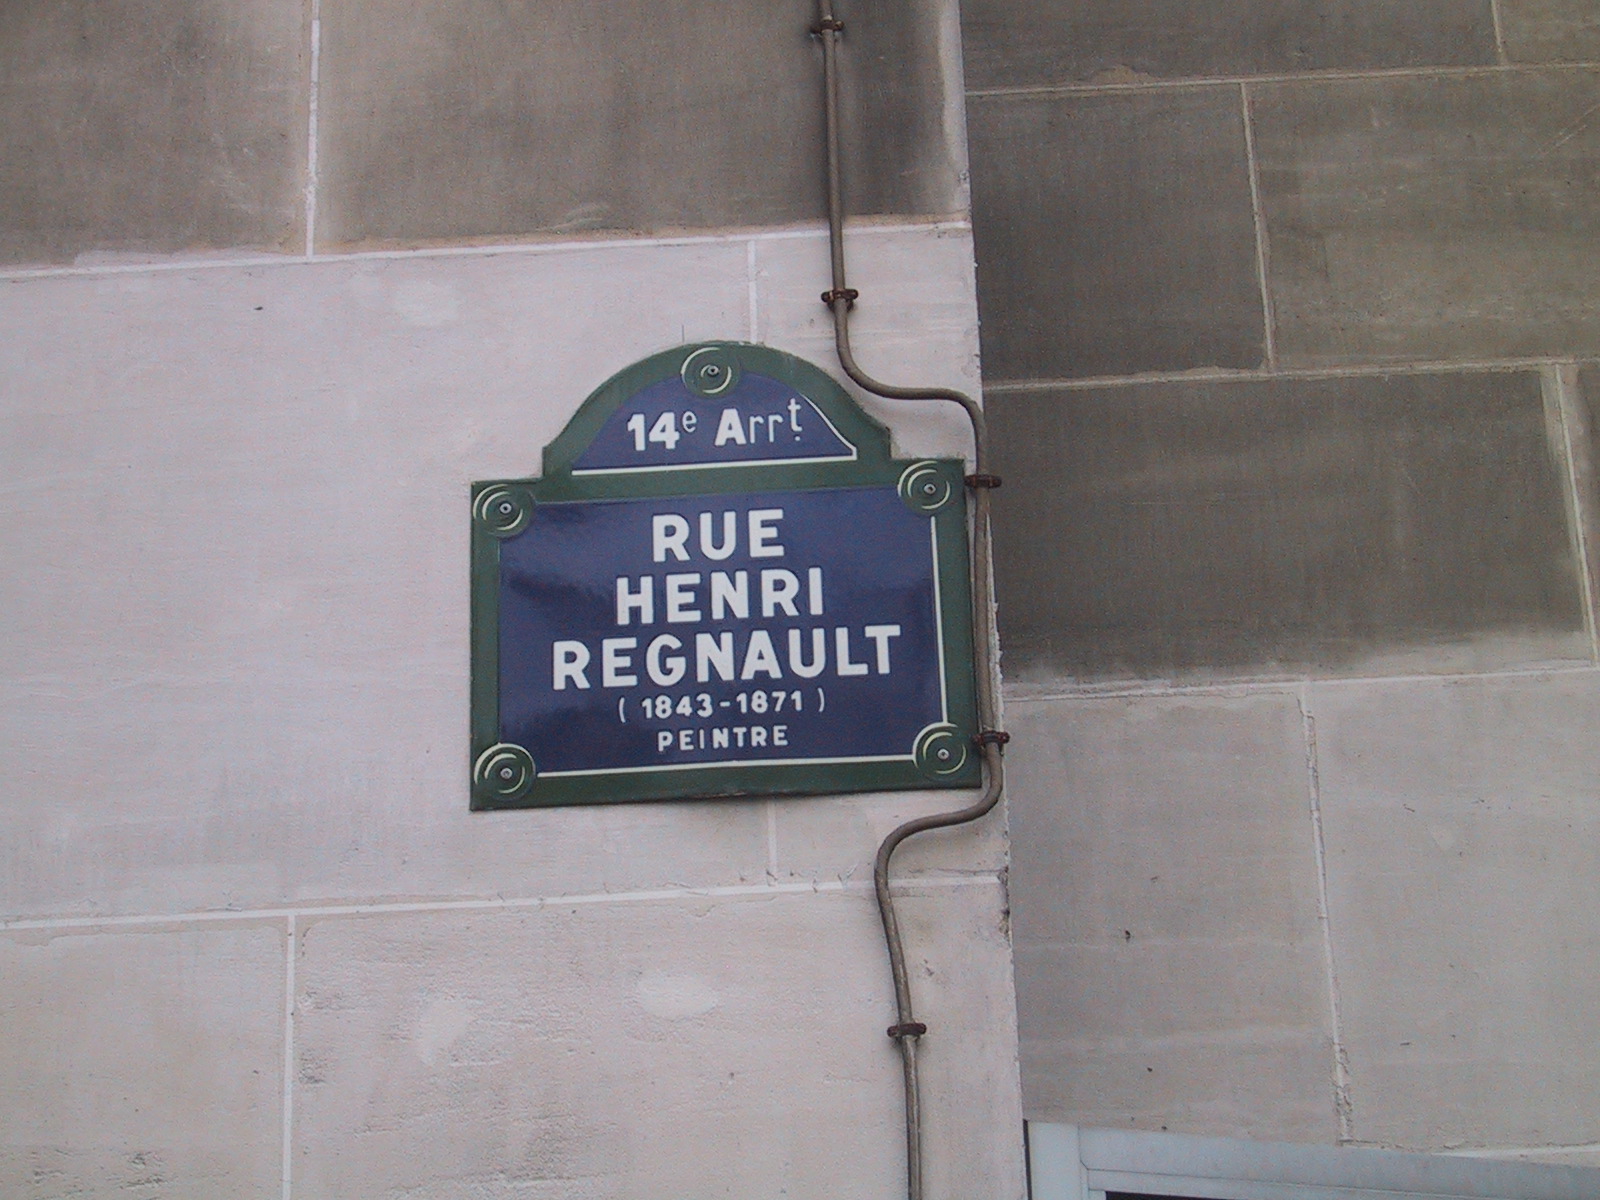 14e Arrt.
RUE
HENRI
REGNAULT
(1843-1871)
PEINTRE